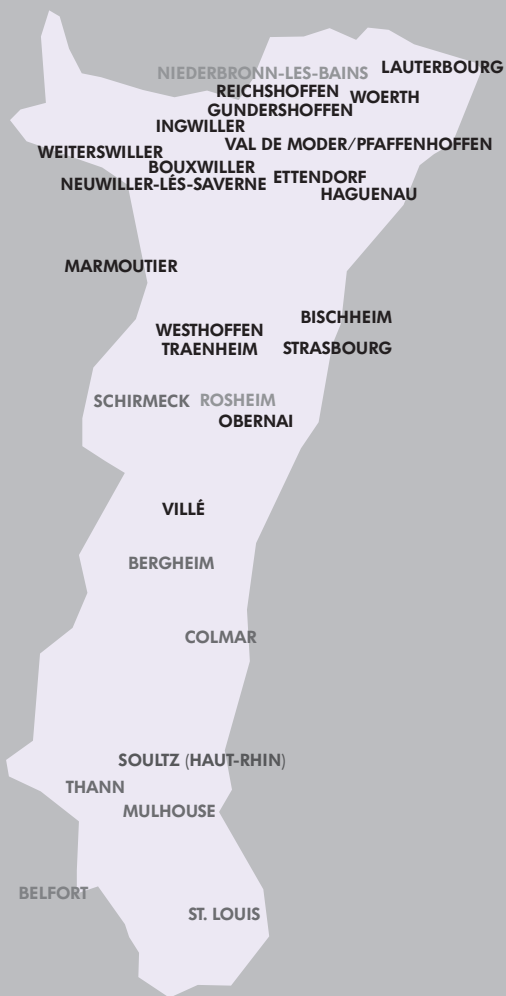 LAUTERBOURG
NIEDERBRONN-LES-BAINS
REICHSHOFFEN
WOERTH
GUNDERSHOFFEN
INGWILLER
VAL DE MODER/PFAFFENHOFFEN
WEITERSWILLER
BOUXWILLER
ETTENDORF
NEUWILLER-LÉS-SAVERNE
HAGUENAU
MARMOUTIER
BISCHHEIM
WESTHOFFEN
TRAENHEIM
STRASBOURG
SCHIRMECK
ROSHEIM
OBERNAI
VILLÉ
BERGHEIM
COLMAR
SOULTZ (HAUT-RHIN)
THANN
MULHOUSE
BELFORT
ST. LOUIS